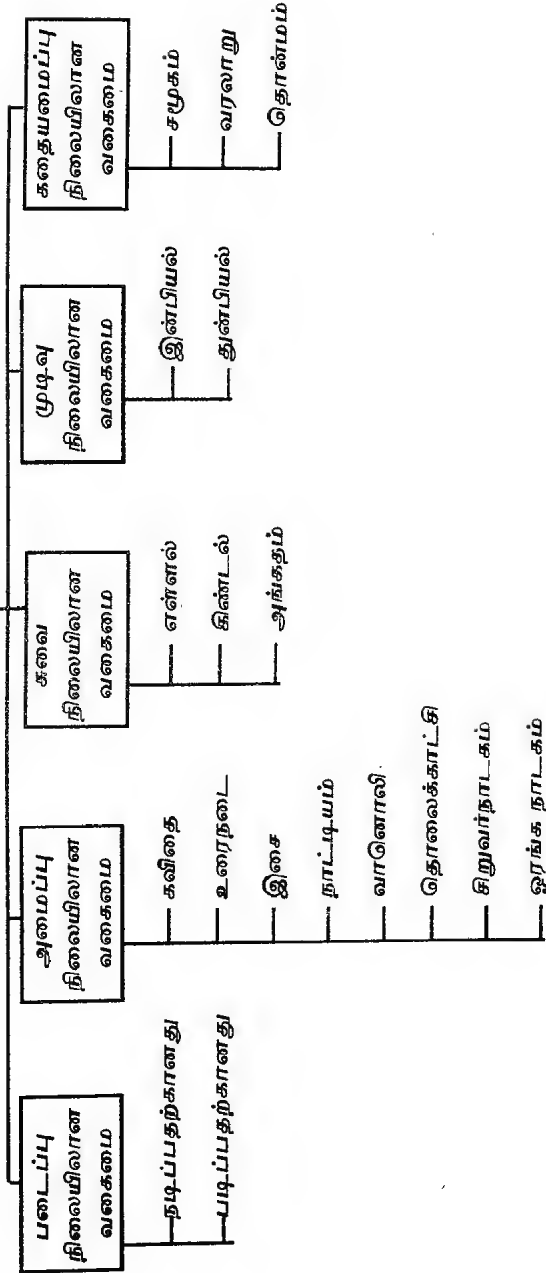 படைப்பு
நிலையிலான
வகைமை
நடிப்பதற்கானது
படிப்பதற்கானது
அமைப்பு
நிலையிலான
வகைமை
கவிதை
உரைநடை
இசை
நாட்டியம்
வானொலி
தொலைக்காட்சி
சிறுவர்நாடகம்
ஓரங்க நாடகம்
சுவை
நிலையிலான
வகைமை
எள்ளல்
கிண்டல்
அங்கதம்
முடிவு
நிலையிலான
வகைமை
இன்பியல்
துன்பியல்
கதையமைப்பு
நிலையிலான
வகைமை
சமூகம்
வரலாறு
தொன்மம்